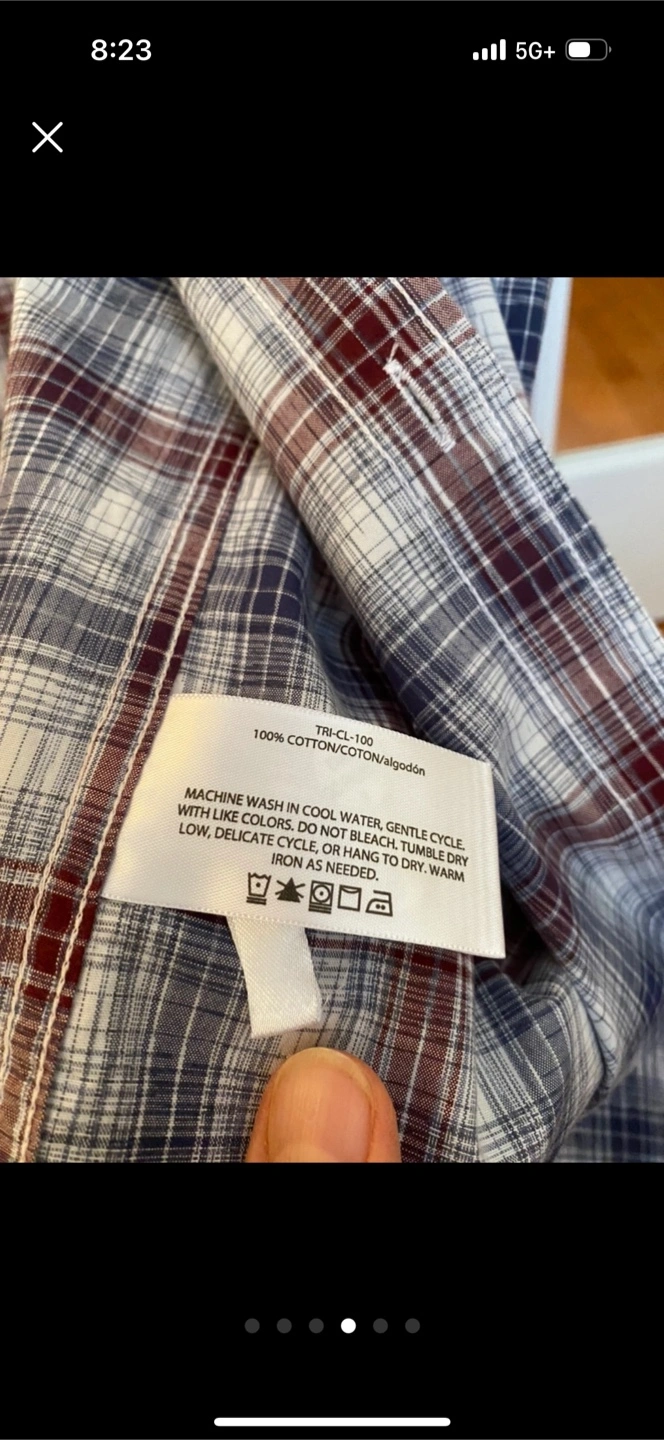 8:23
5G+
TRI-CL-100
100% COTTON/COTON/algodón
MACHINE WASH IN COOL WATER, GENTLE CYCLE.
WITH LIKE COLORS. DO NOT BLEACH. TUMBLE DRY
LOW, DELICATE CYCLE, OR HANG TO DRY. WARM
IRON AS NEEDED.